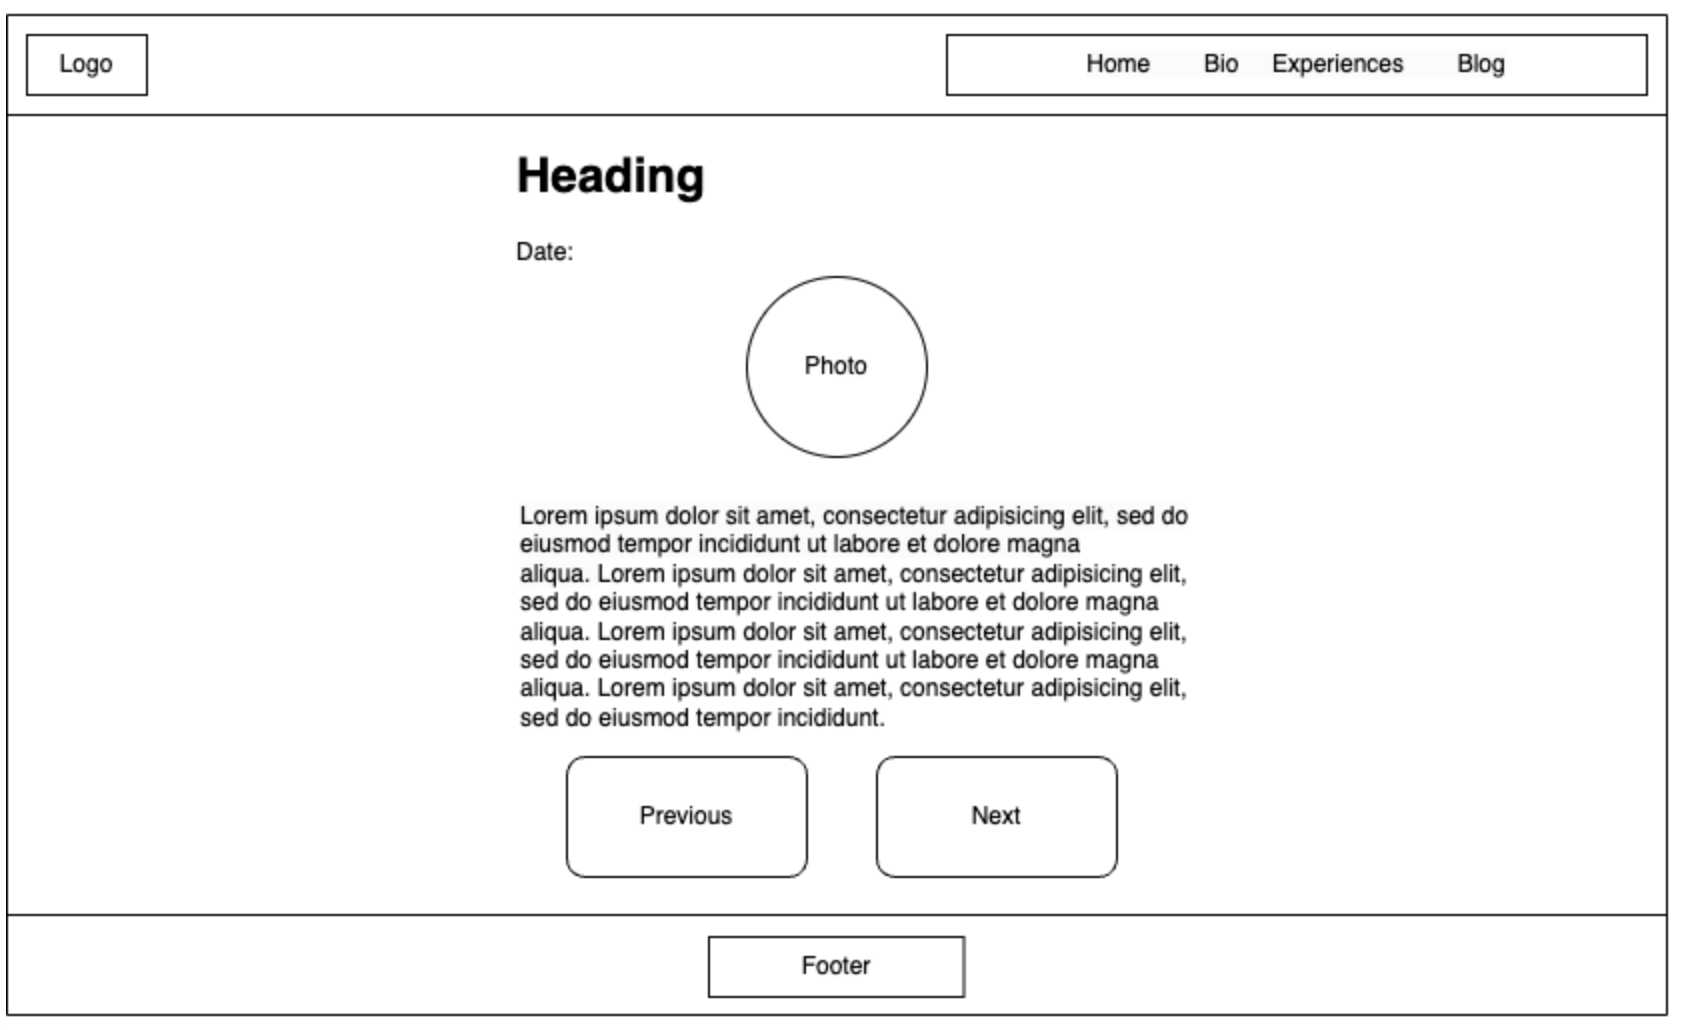 Logo
Home Bio Experiences Blog
Heading
Date:
Photo
Lorem ipsum dolor sit amet, consectetur adipisicing elit, sed do
eiusmod tempor incididunt ut labore et dolore magna
aliqua. Lorem ipsum dolor sit amet, consectetur adipisicing elit,
sed do eiusmod tempor incididunt ut labore et dolore magna
aliqua. Lorem ipsum dolor sit amet, consectetur adipisicing elit,
sed do eiusmod tempor incididunt ut labore et dolore magna
aliqua. Lorem ipsum dolor sit amet, consectetur adipisicing elit,
sed do eiusmod tempor incididunt.
Previous
Next
Footer